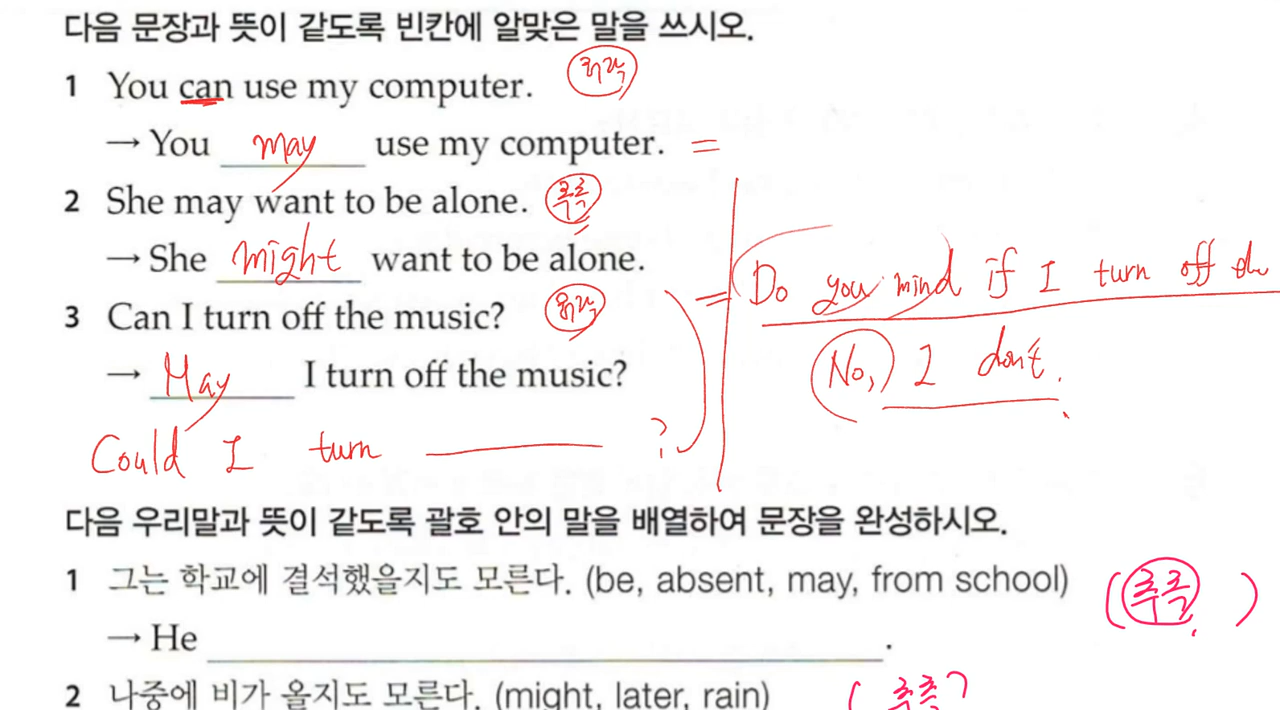 다음 문장과 뜻이 같도록 빈칸에 알맞은 말을 쓰시오.
1 You can use my computer. 허락
→ You may use my computer. =
2 She may want to be alone. 추측
→ She might want to be alone.
= Do you mind if I turn off the
3 Can I turn off the music? 허락
→ May I turn off the music?
No, I don't.
Could I turn ?
다음 우리말과 뜻이 같도록 괄호 안의 말을 배열하여 문장을 완성하시오.
1 그는 학교에 결석했을지도 모른다. (be, absent, may, from school) (추측)
→ He .
2 나중에 비가 올지도 모른다. (might, later, rain) (추측)